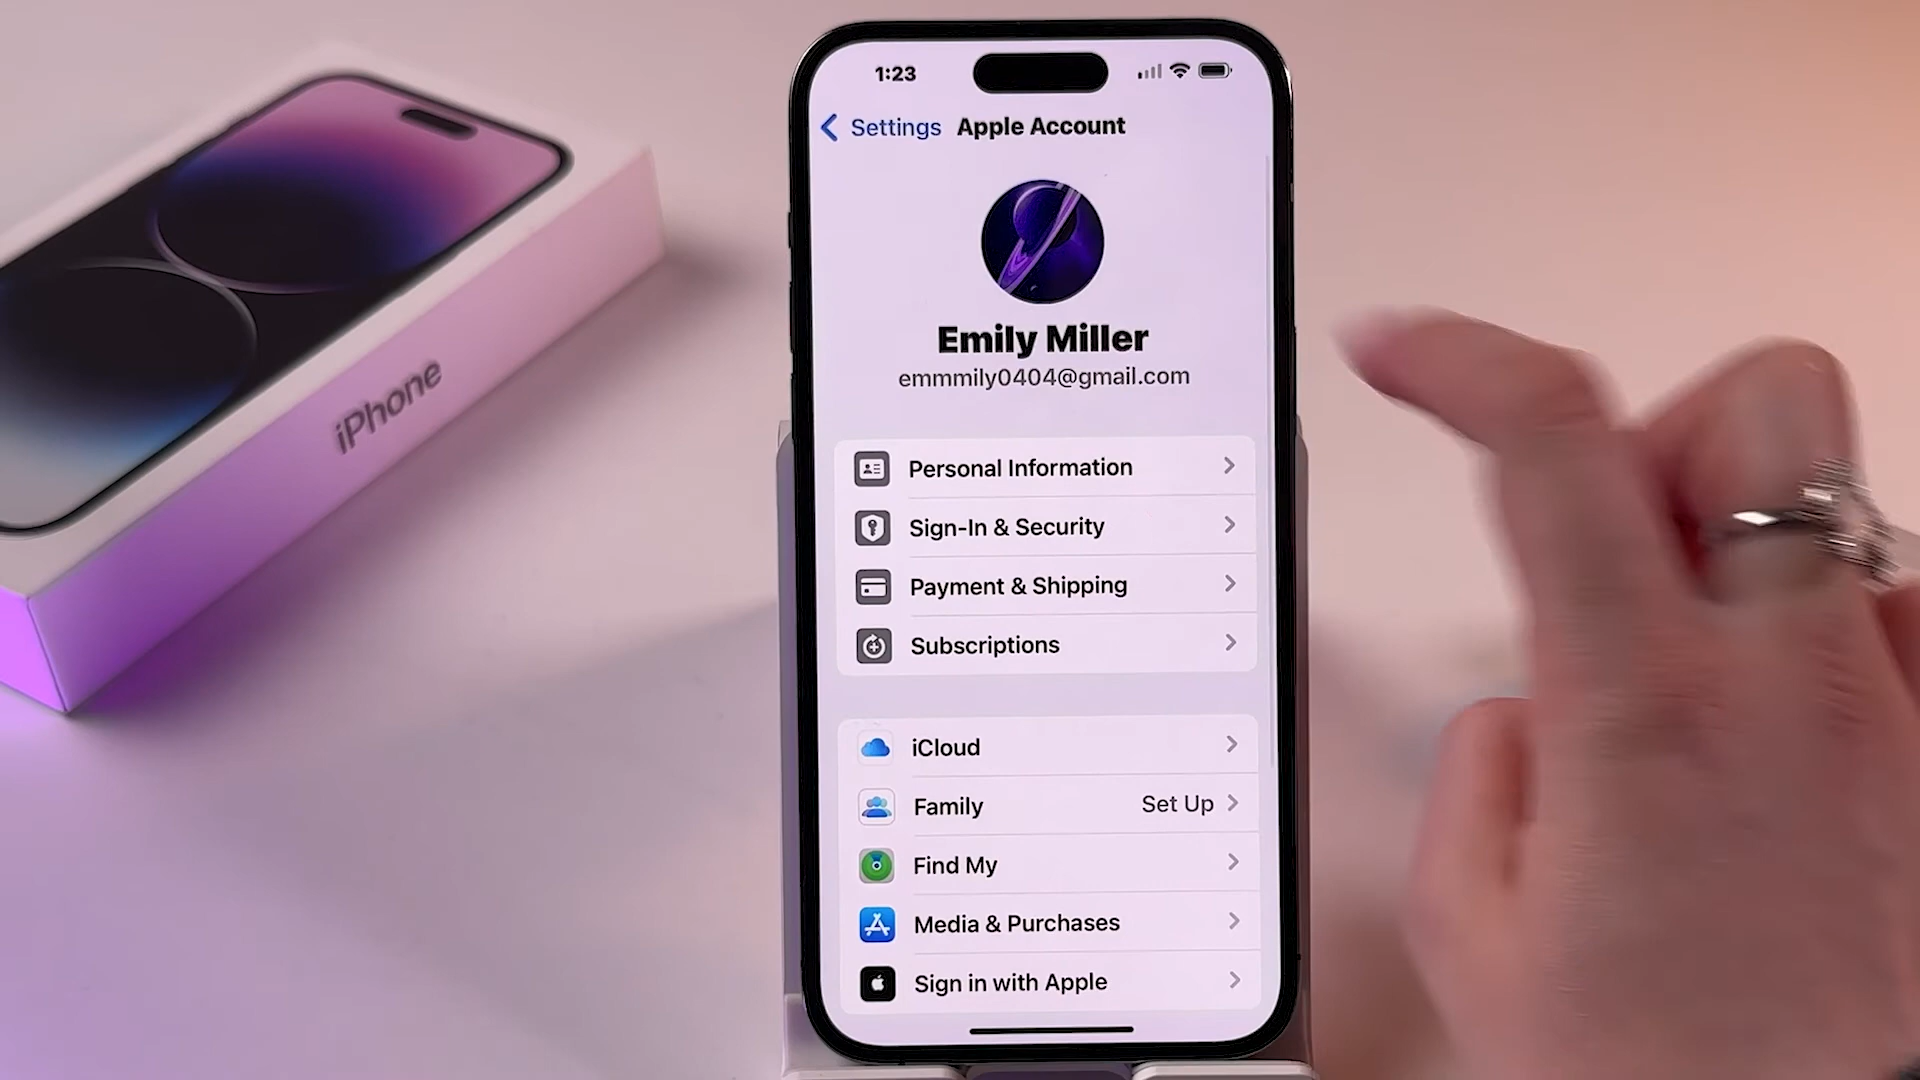 iPhone
1:23
Settings Apple Account
Emily Miller
emmmily0404@gmail.com
Personal Information
Sign-In & Security
Payment & Shipping
Subscriptions
iCloud
Family Set Up
Find My
Media & Purchases
Sign in with Apple